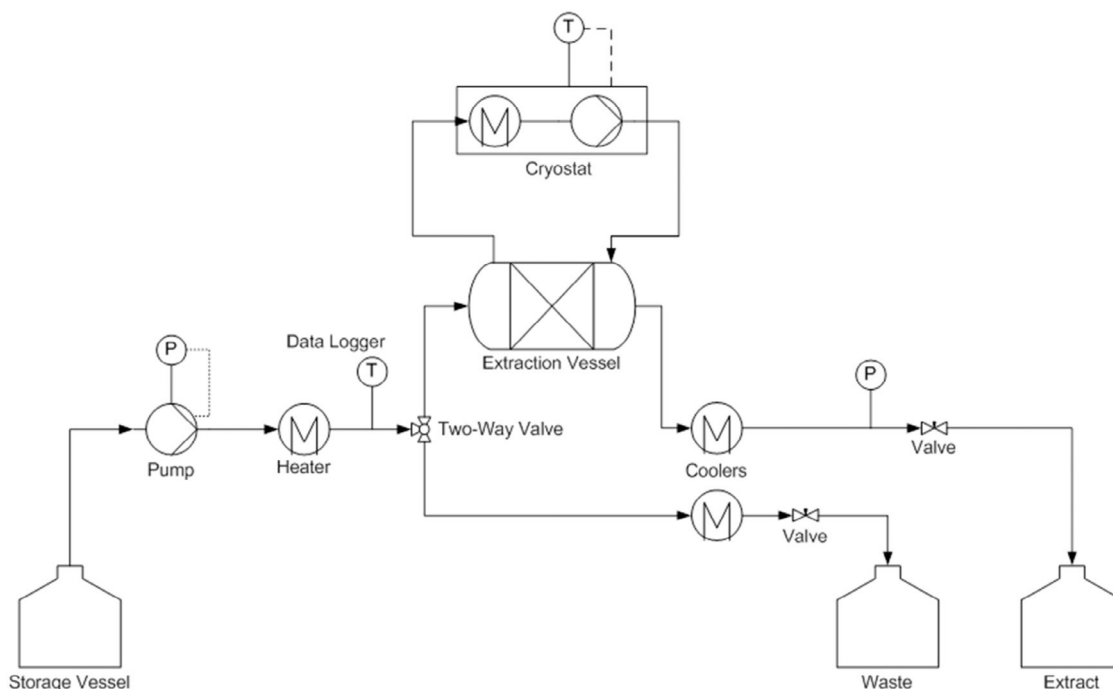 T
Cryostat
Extraction Vessel
P
Data Logger
T
P
Two-Way Valve
Pump
Heater
Coolers
Valve
Valve
Storage Vessel
Waste
Extract